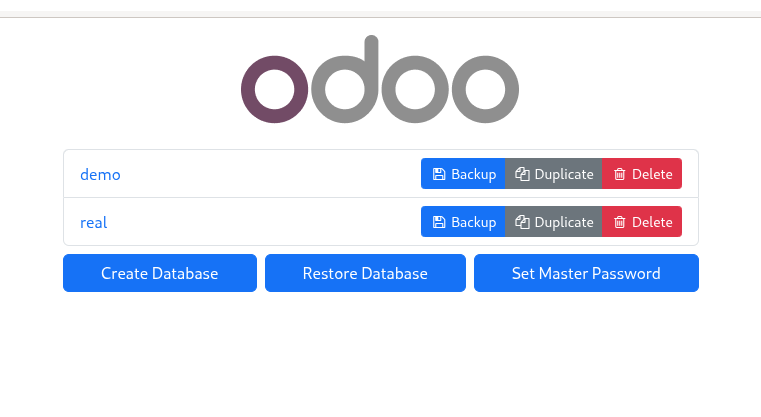 odoo
demo Backup Duplicate Delete
real Backup Duplicate Delete
Create Database Restore Database Set Master Password